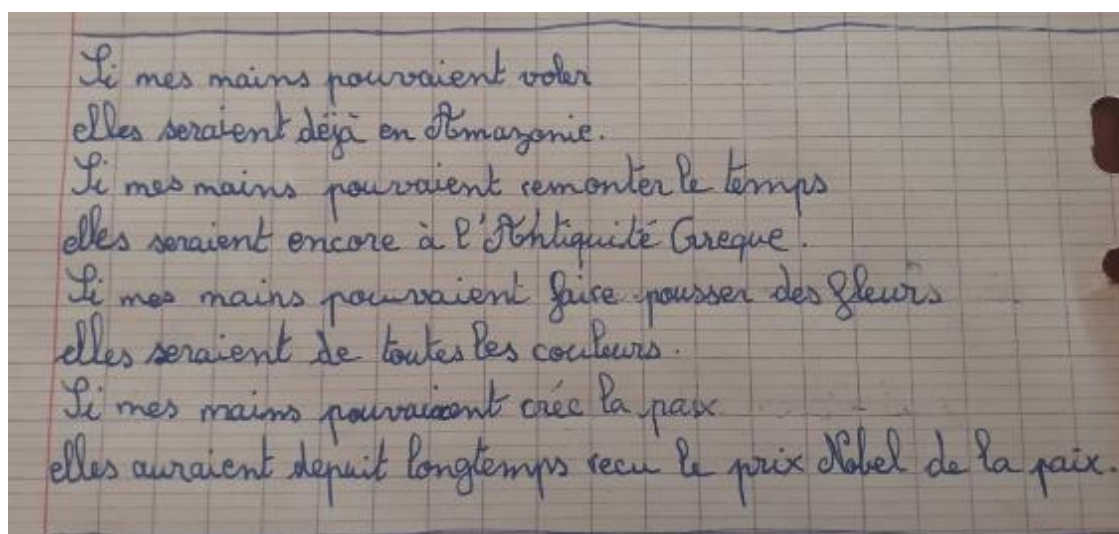 Si mes mains pouvaient voler
elles seraient déjà en Amazonie.
Si mes mains pouvaient remonter le temps
elles seraient encore à l'Antiquité Greque.
Si mes mains pouvaient faire pousser des fleurs
elles seraient de toutes les couleurs.
Si mes mains pouvaient crée la paix
elles auraient depuit longtemps recu le prix Nobel de la paix.